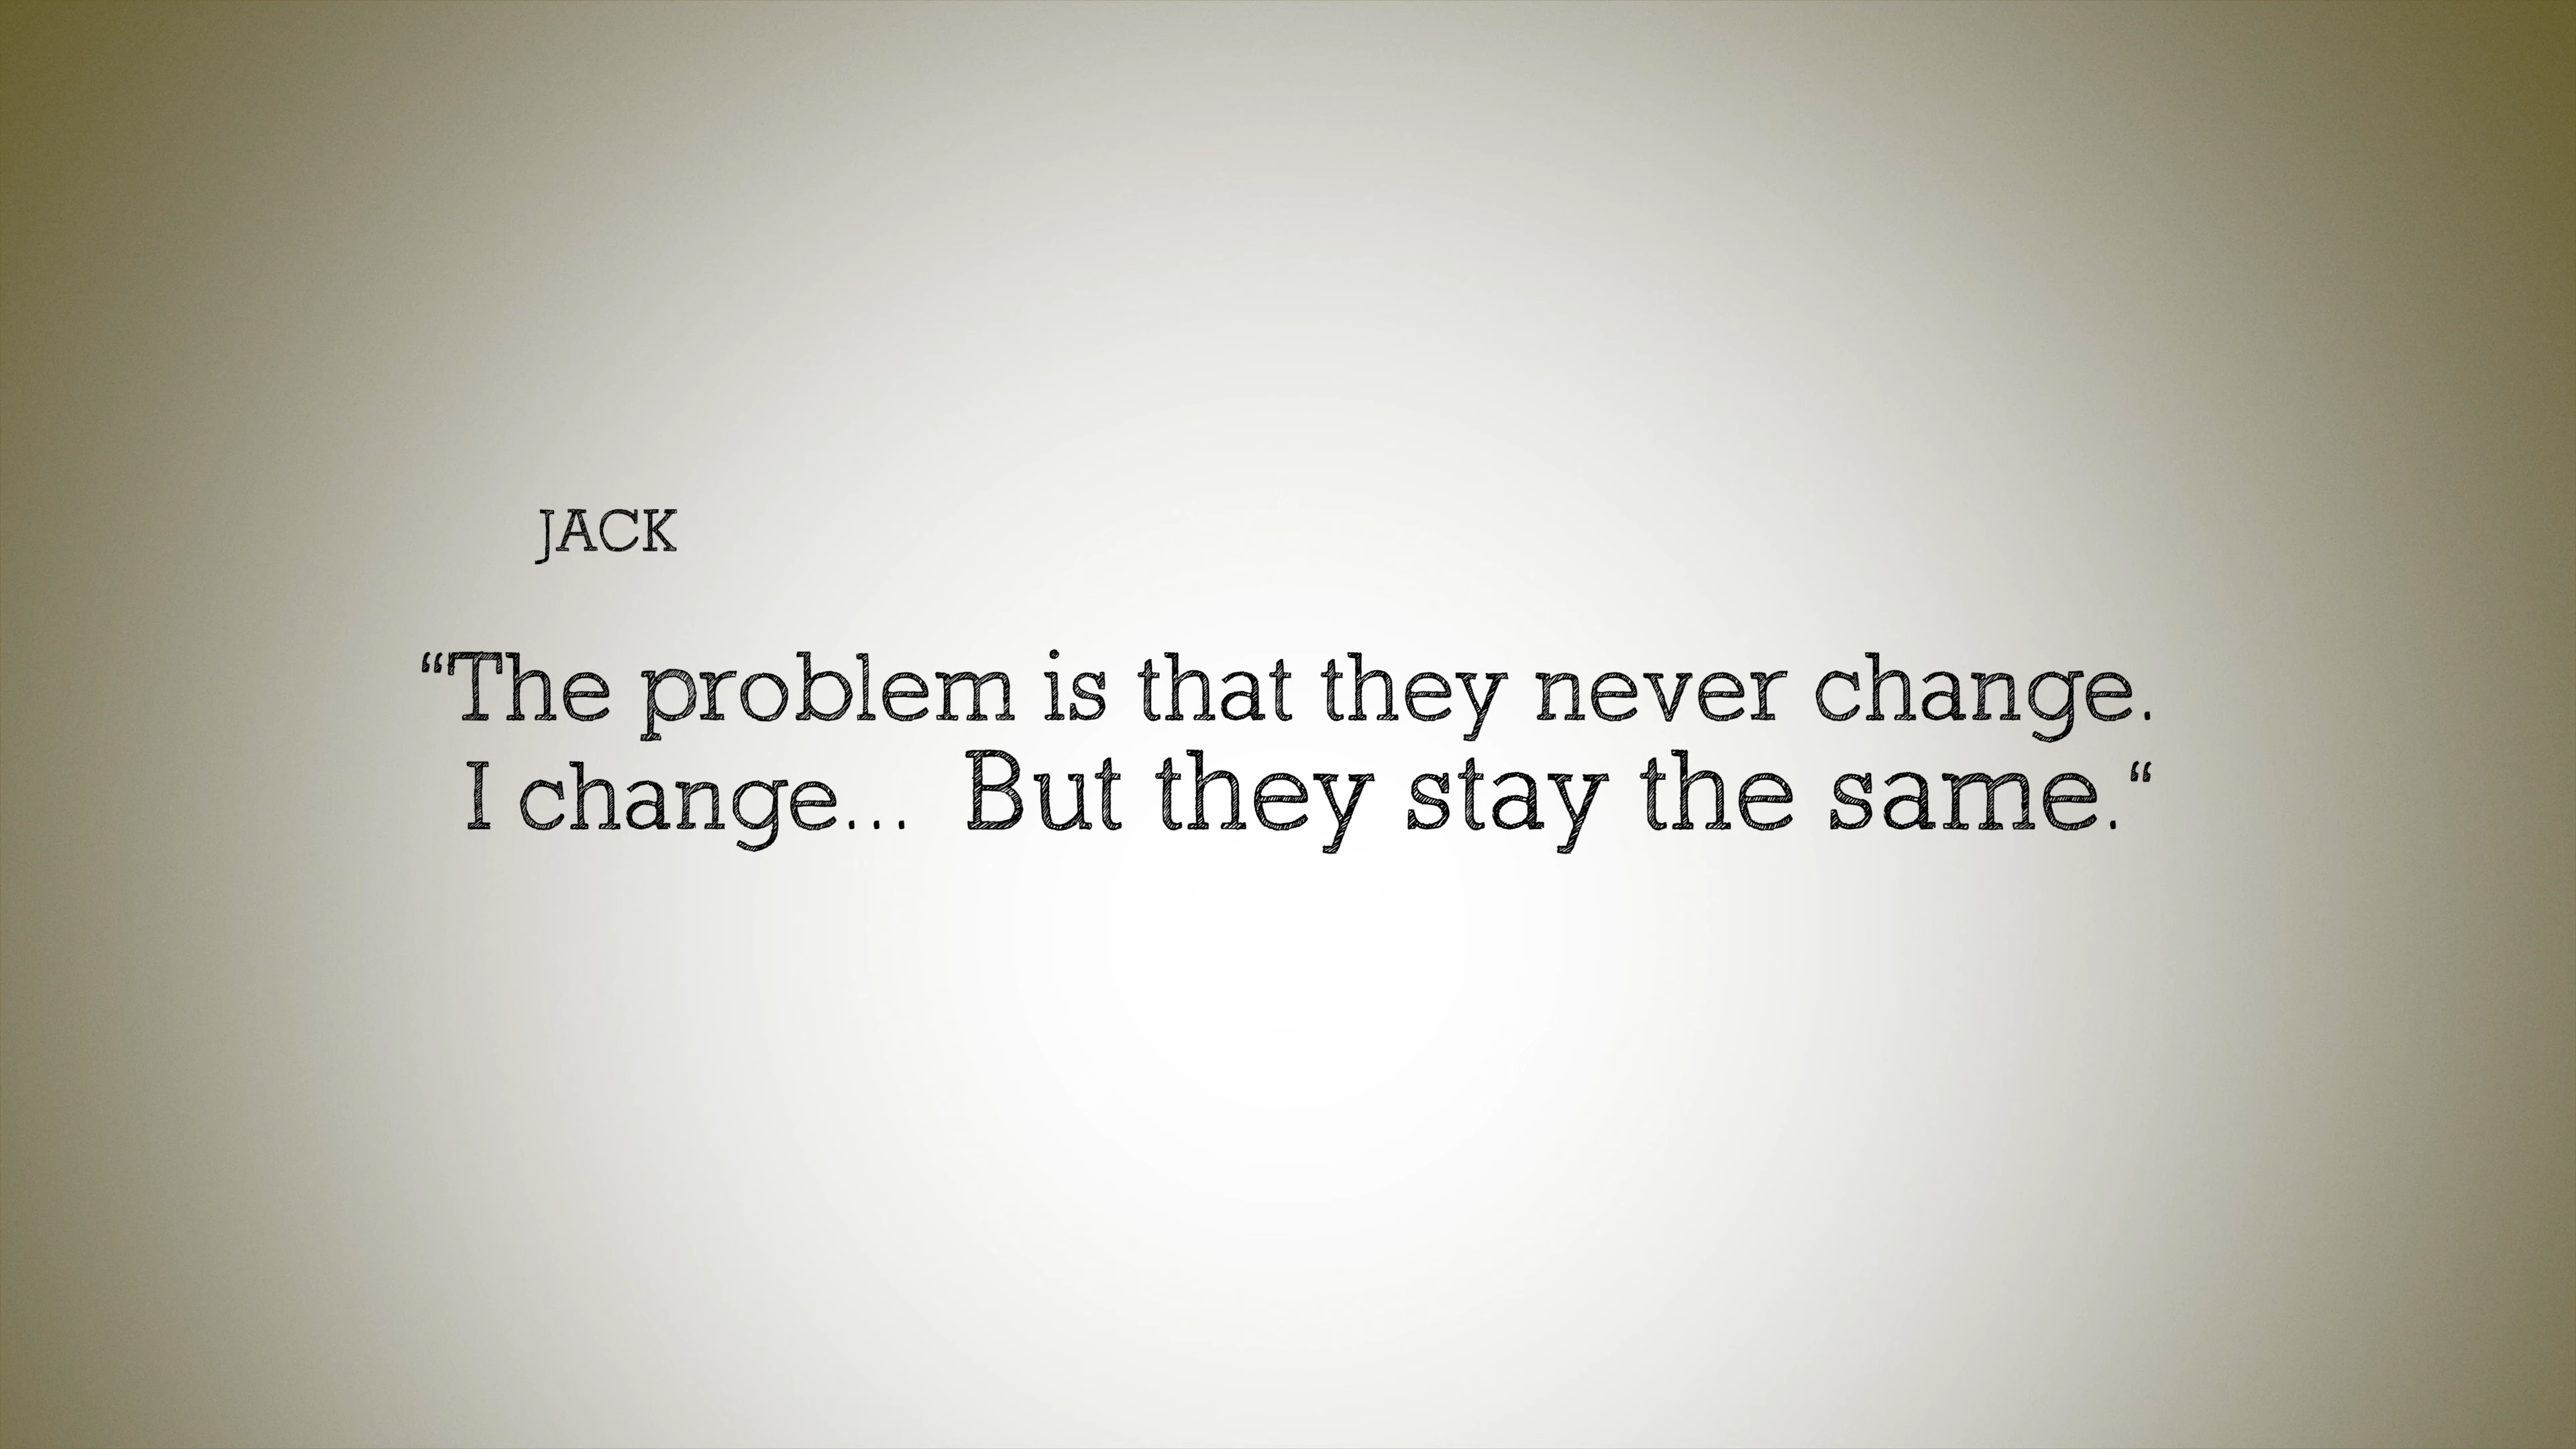 JACK
“The problem is that they never change.
I change... But they stay the same.“